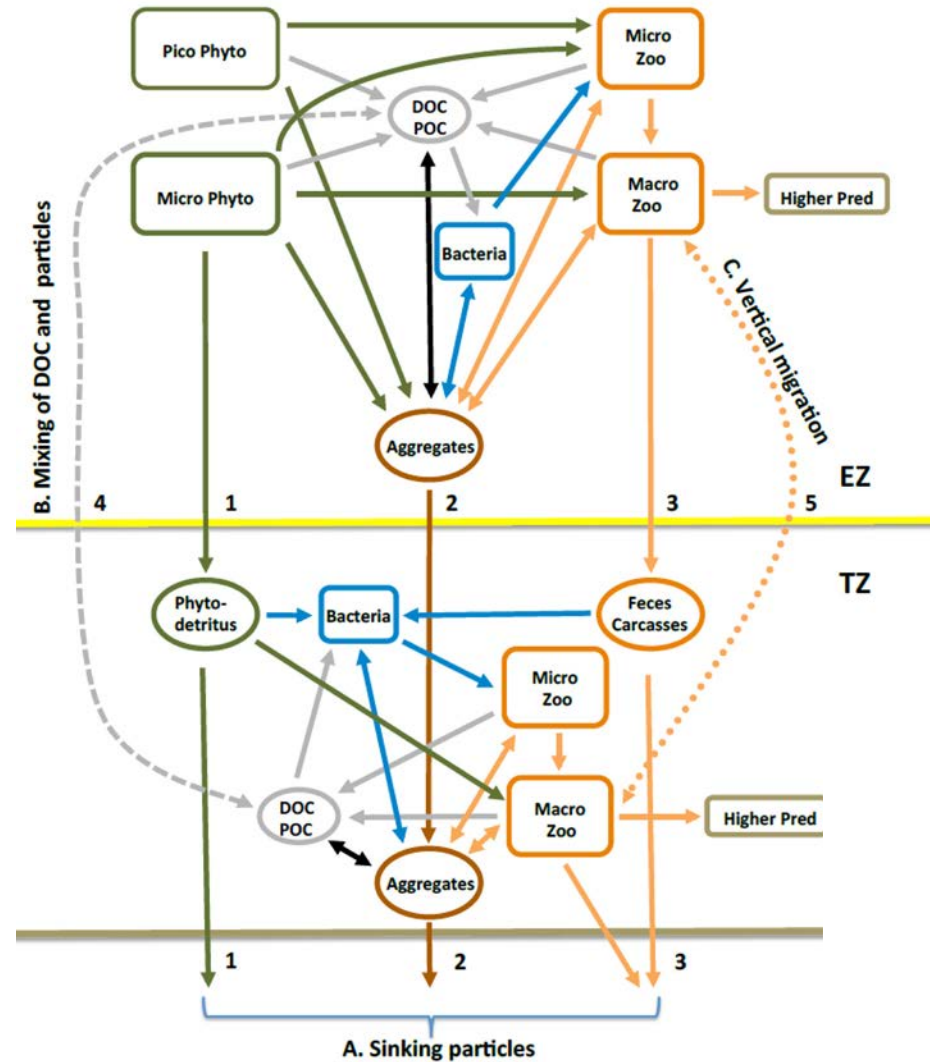 Pico Phyto
Micro
Zoo
DOC
POC
Micro Phyto
Macro
Zoo
Higher Pred
Bacteria
B. Mixing of DOC and particles
C. Vertical migration
Aggregates
EZ
4
1
2
3
5
TZ
Phyto-
detritus
Bacteria
Feces
Carcasses
Micro
Zoo
DOC
POC
Macro
Zoo
Higher Pred
Aggregates
1
2
3
A. Sinking particles